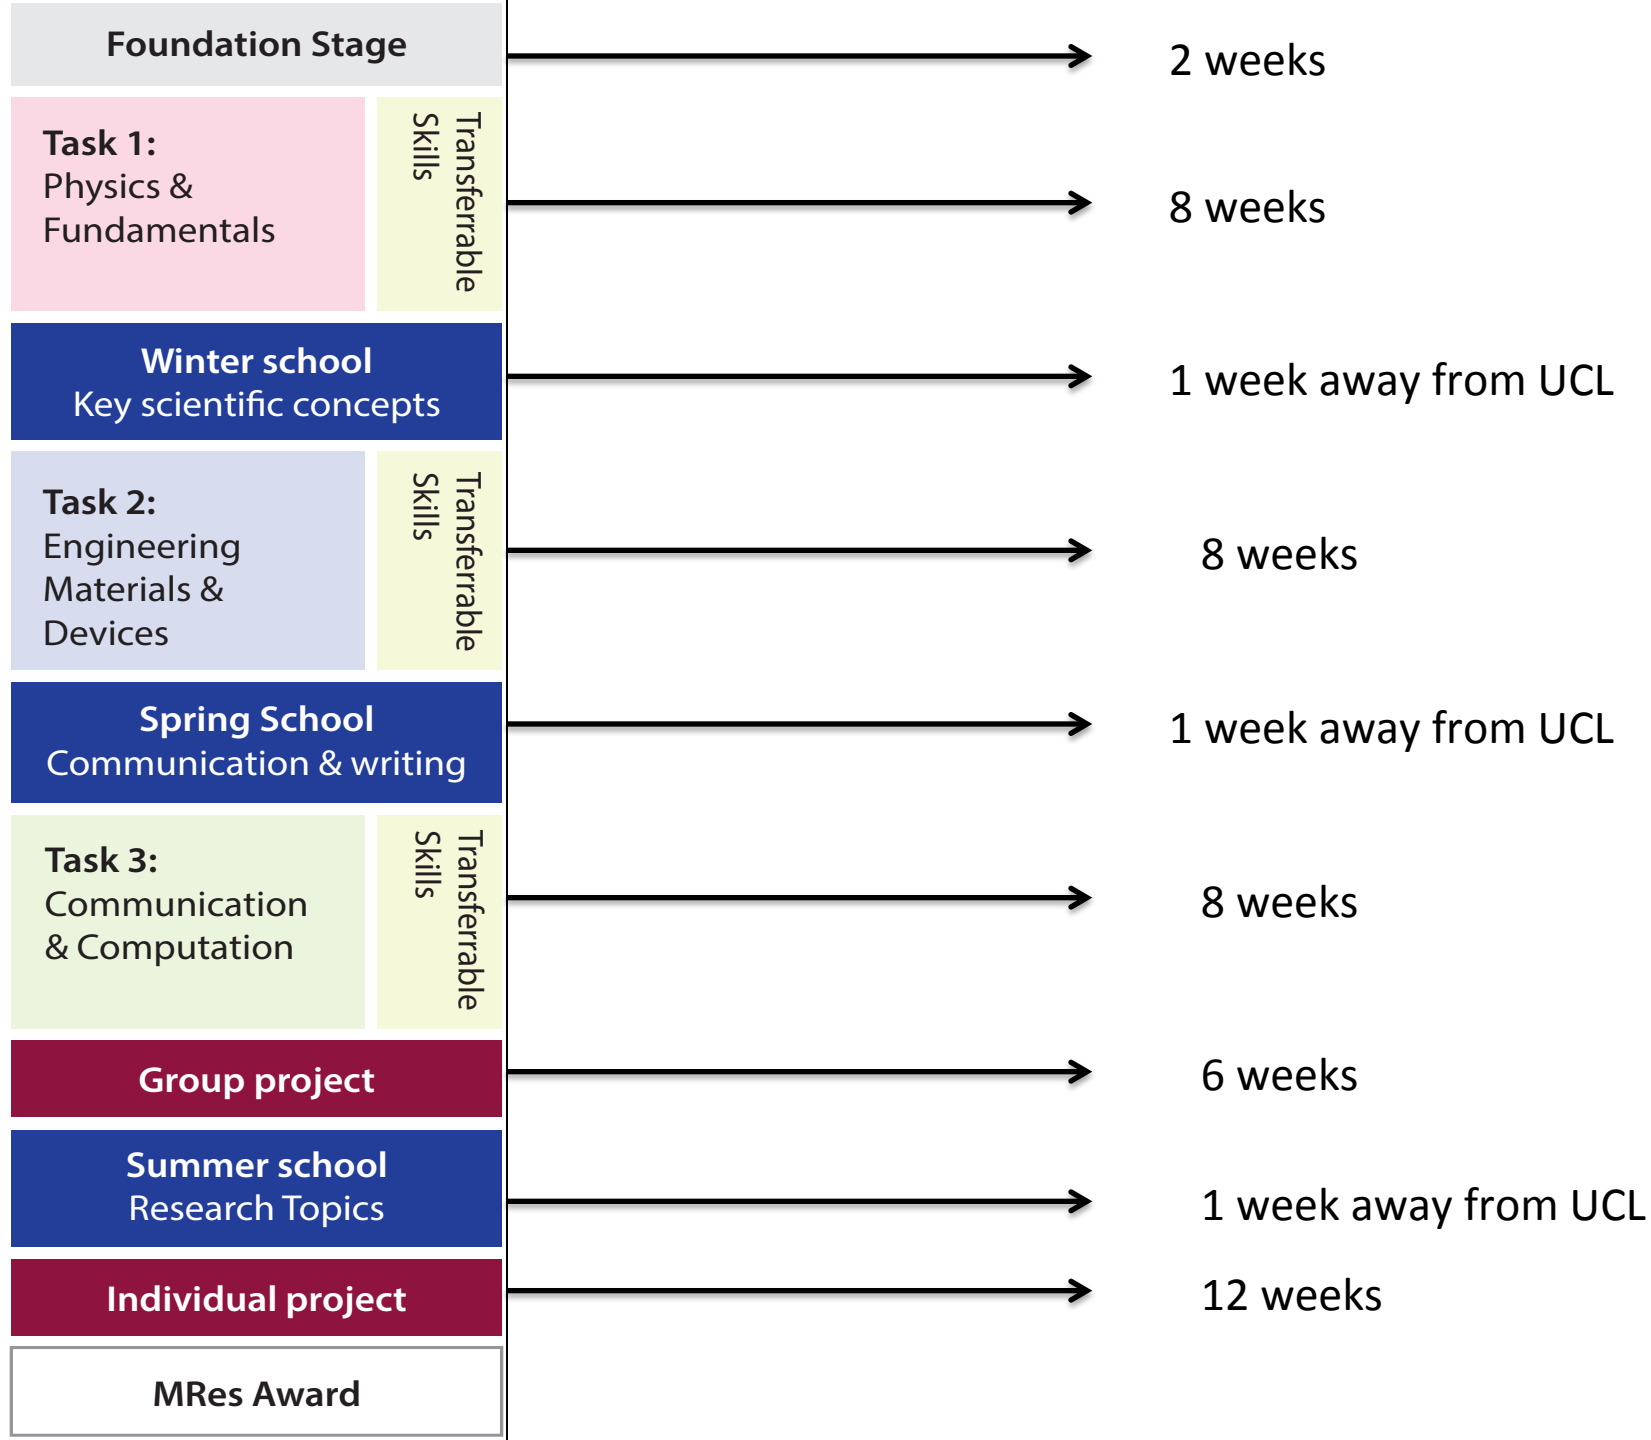 Foundation Stage
2 weeks
Task 1:
Physics &
Fundamentals
Transferrable
Skills
8 weeks
Winter school
Key scientific concepts
1 week away from UCL
Task 2:
Engineering
Materials &
Devices
Transferrable
Skills
8 weeks
Spring School
Communication & writing
1 week away from UCL
Task 3:
Communication
& Computation
Transferrable
Skills
8 weeks
Group project
6 weeks
Summer school
Research Topics
1 week away from UCL
Individual project
12 weeks
MRes Award